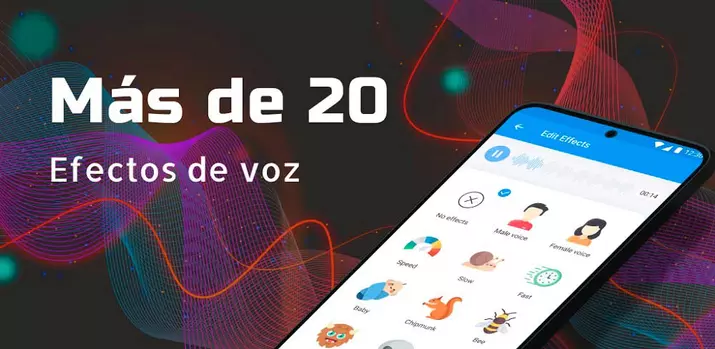 Más de 20
Efectos de voz
Edit Effects
00:14
No effects
Male voice
Female voice
Speed
Slow
Fast
Baby
Chipmunk
Bee